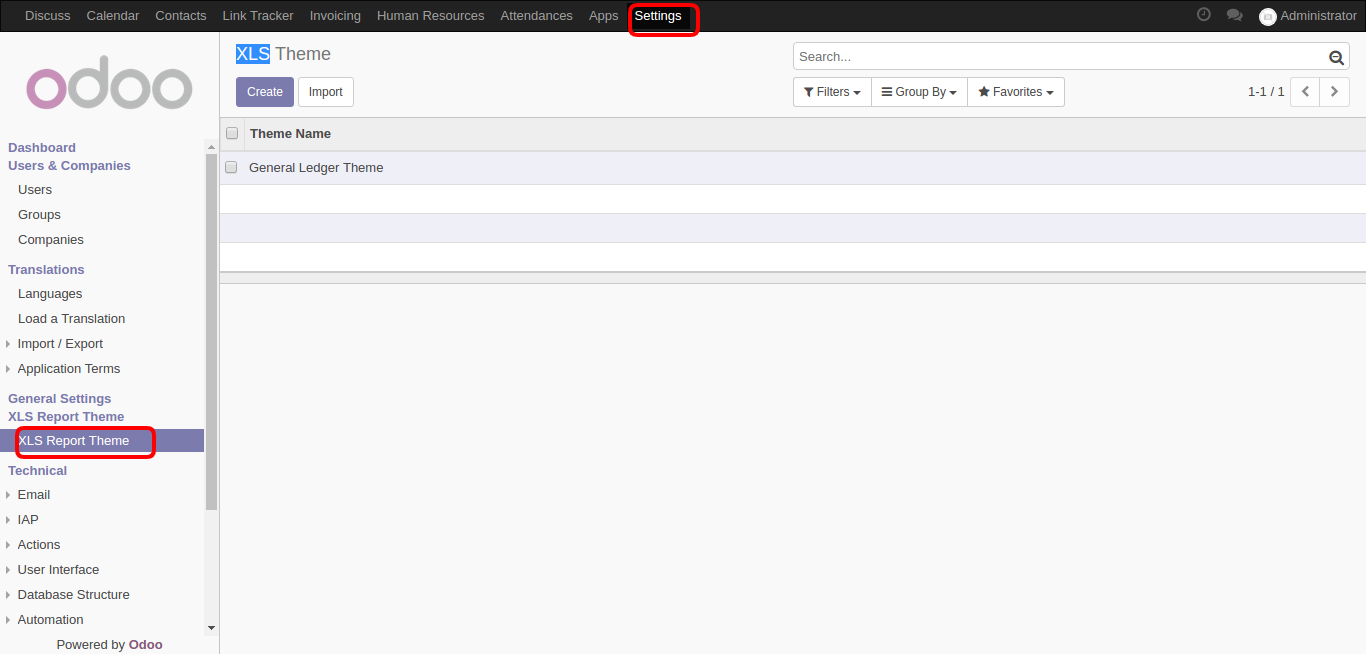 Discuss Calendar Contacts Link Tracker Invoicing Human Resources Attendances Apps Settings Administrator
odoo
Dashboard
Users & Companies
Users
Groups
Companies
Translations
Languages
Load a Translation
Import / Export
Application Terms
General Settings
XLS Report Theme
XLS Report Theme
Technical
Email
IAP
Actions
User Interface
Database Structure
Automation
Powered by Odoo
XLS Theme
Search...
Create Import
Filters Group By Favorites 1-1 / 1
Theme Name
General Ledger Theme